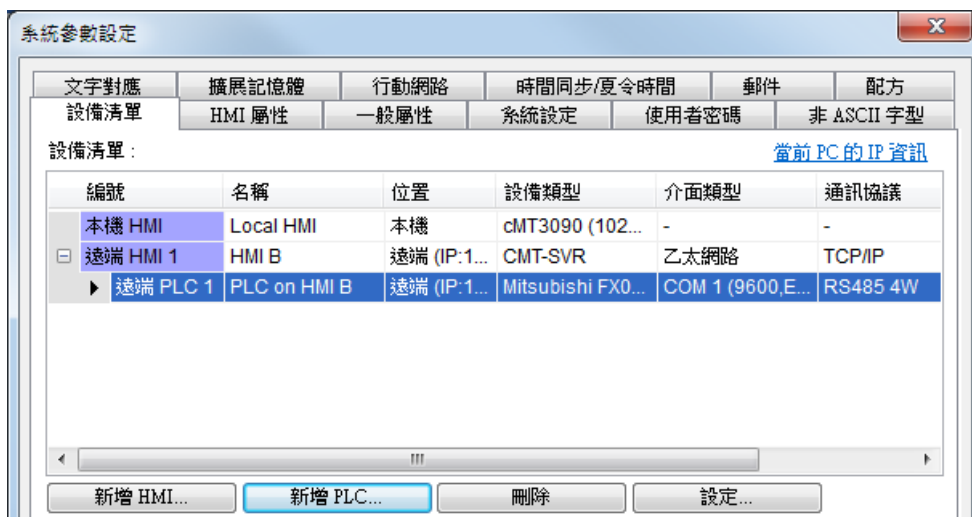 系統參數設定
文字對應 擴展記憶體 行動網路 時間同步/夏令時間 郵件 配方
設備清單 HMI 屬性 一般屬性 系統設定 使用者密碼 非 ASCII 字型
設備清單 : 當前 PC 的 IP 資訊
編號 名稱 位置 設備類型 介面類型 通訊協議
本機 HMI Local HMI 本機 cMT3090 (102... - -
遠端 HMI 1 HMI B 遠端 (IP:1... CMT-SVR 乙太網路 TCP/IP
遠端 PLC 1 PLC on HMI B 遠端 (IP:1... Mitsubishi FX0... COM 1 (9600,E... RS485 4W
新增 HMI... 新增 PLC... 刪除 設定...